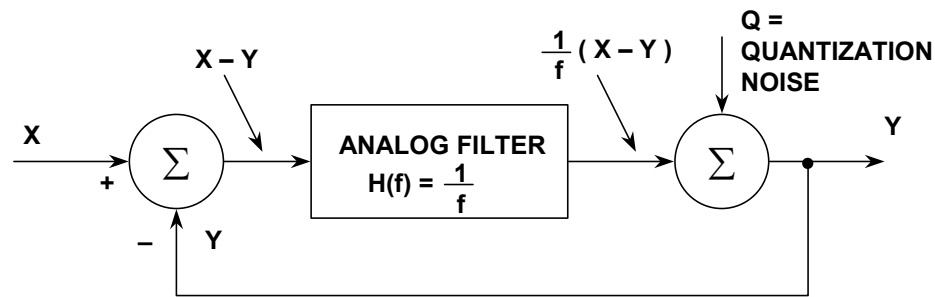 Q =
QUANTIZATION
NOISE
X – Y
1/f ( X – Y )
X
Σ
+
ANALOG FILTER
H(f) = 1/f
Σ
Y
–
Y